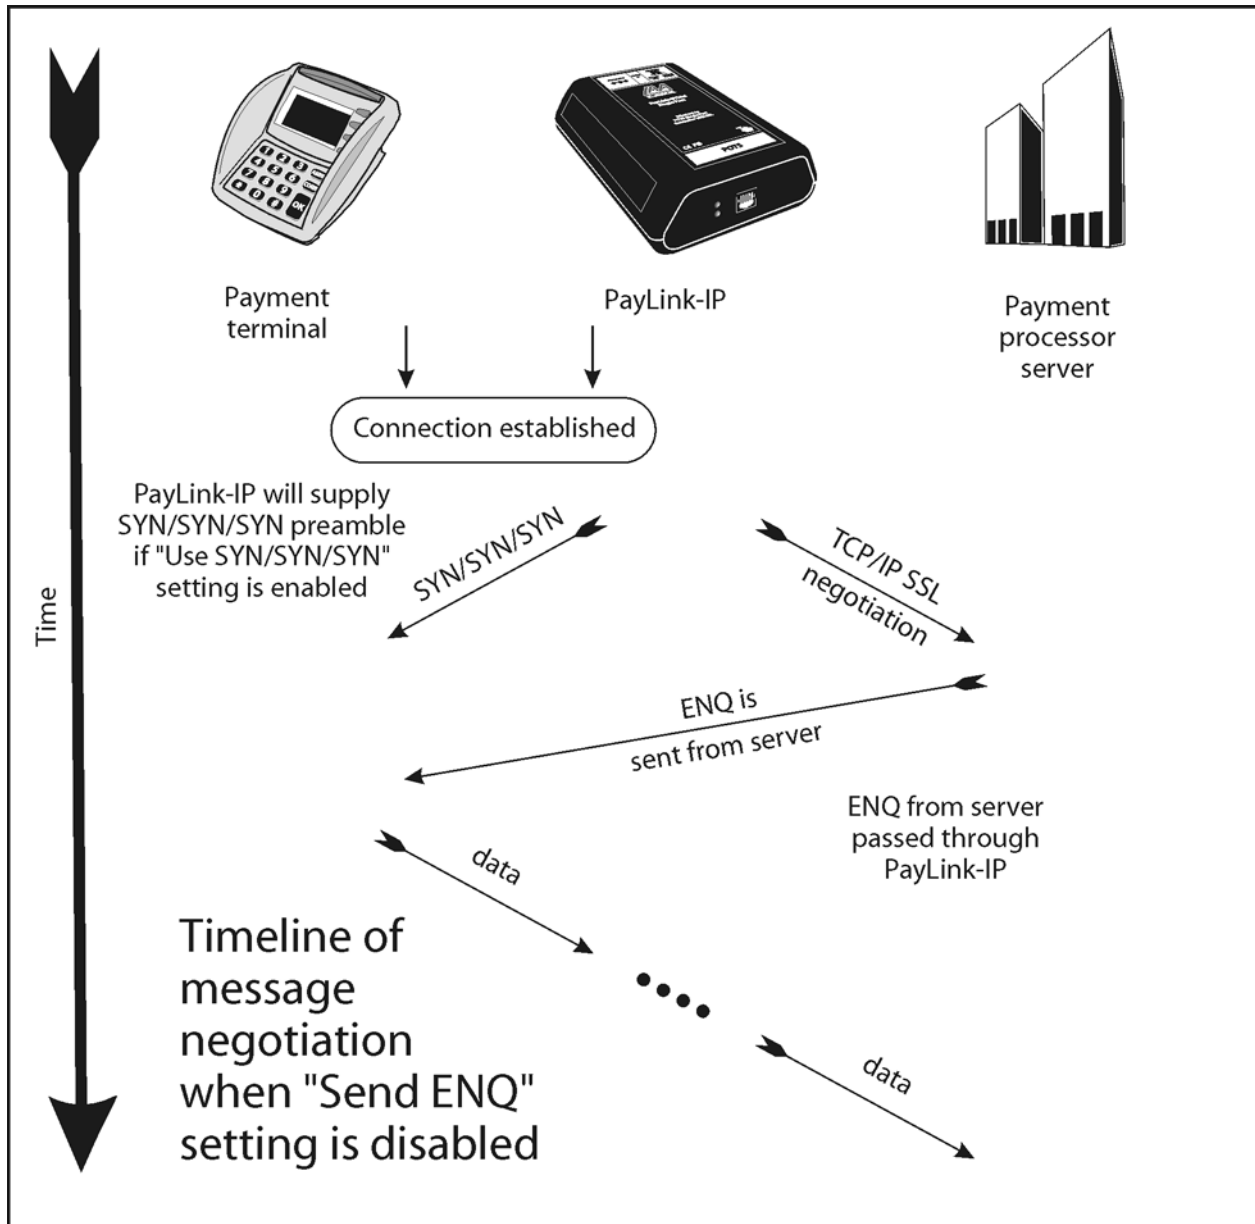 POTS
Payment
terminal
PayLink-IP
Payment
processor
server
Connection established
PayLink-IP will supply
SYN/SYN/SYN preamble
if "Use SYN/SYN/SYN"
setting is enabled
SYN/SYN/SYN
TCP/IP SSL
negotiation
Time
ENQ is
sent from server
ENQ from server
passed through
PayLink-IP
data
Timeline of
message
negotiation
when "Send ENQ"
setting is disabled
data